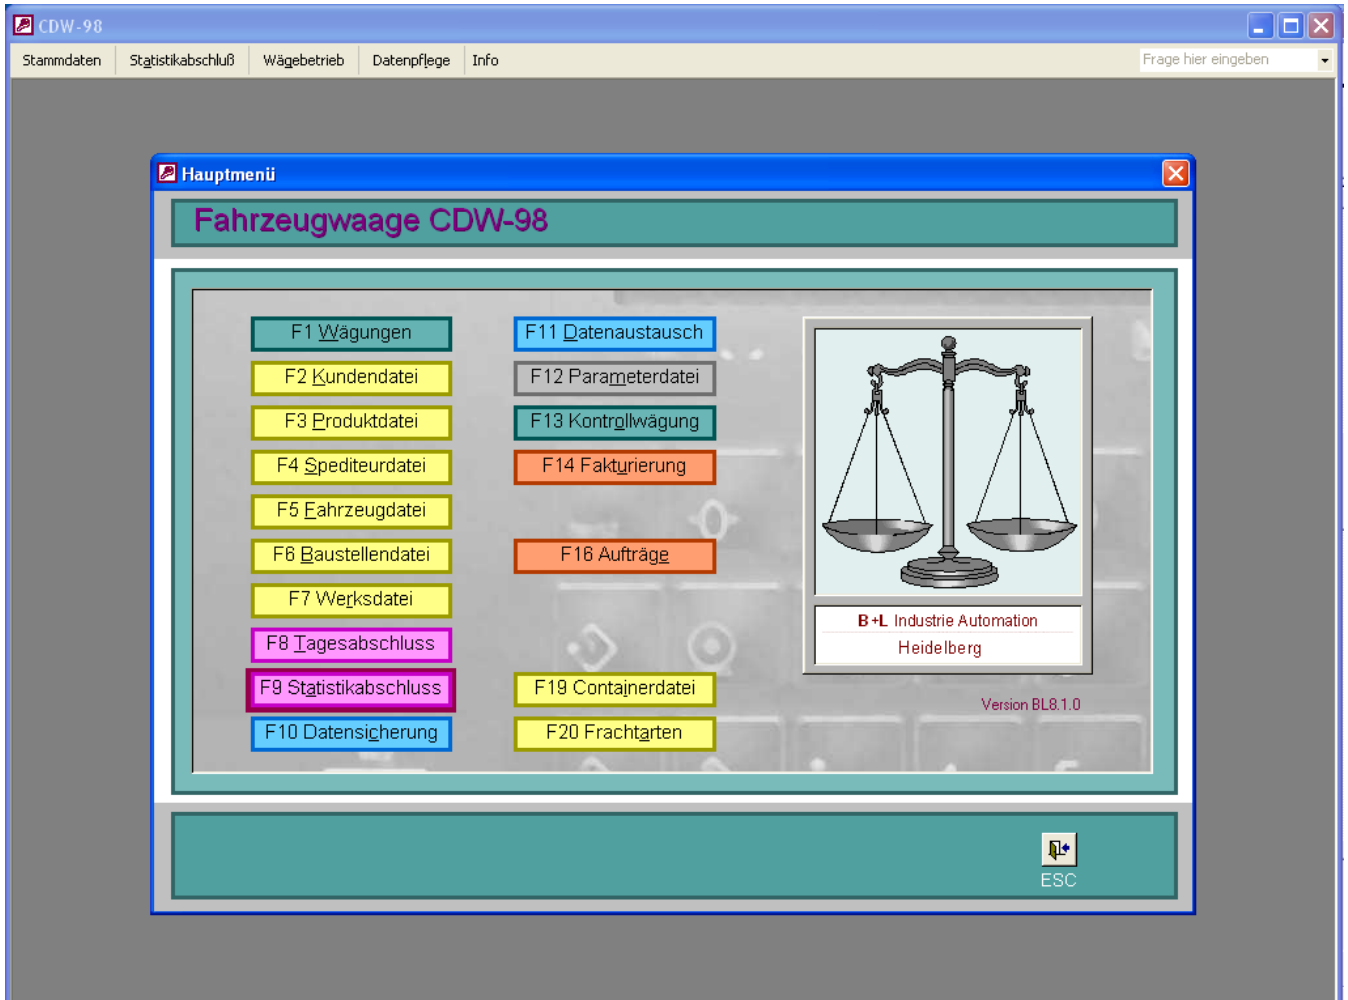 CDW-98
Stammdaten Statistikabschluß Wägebetrieb Datenpflege Info Frage hier eingeben
Hauptmenü
Fahrzeugwaage CDW-98
F1 Wägungen
F2 Kundendatei
F3 Produktdatei
F4 Spediteurdatei
F5 Fahrzeugdatei
F6 Baustellendatei
F7 Werksdatei
F8 Tagesabschluss
F9 Statistikabschluss
F10 Datensicherung
F11 Datenaustausch
F12 Parameterdatei
F13 Kontrollwägung
F14 Fakturierung
F16 Aufträge
F19 Containerdatei
F20 Frachtarten
B+L Industrie Automation
Heidelberg
Version BL8.1.0
ESC